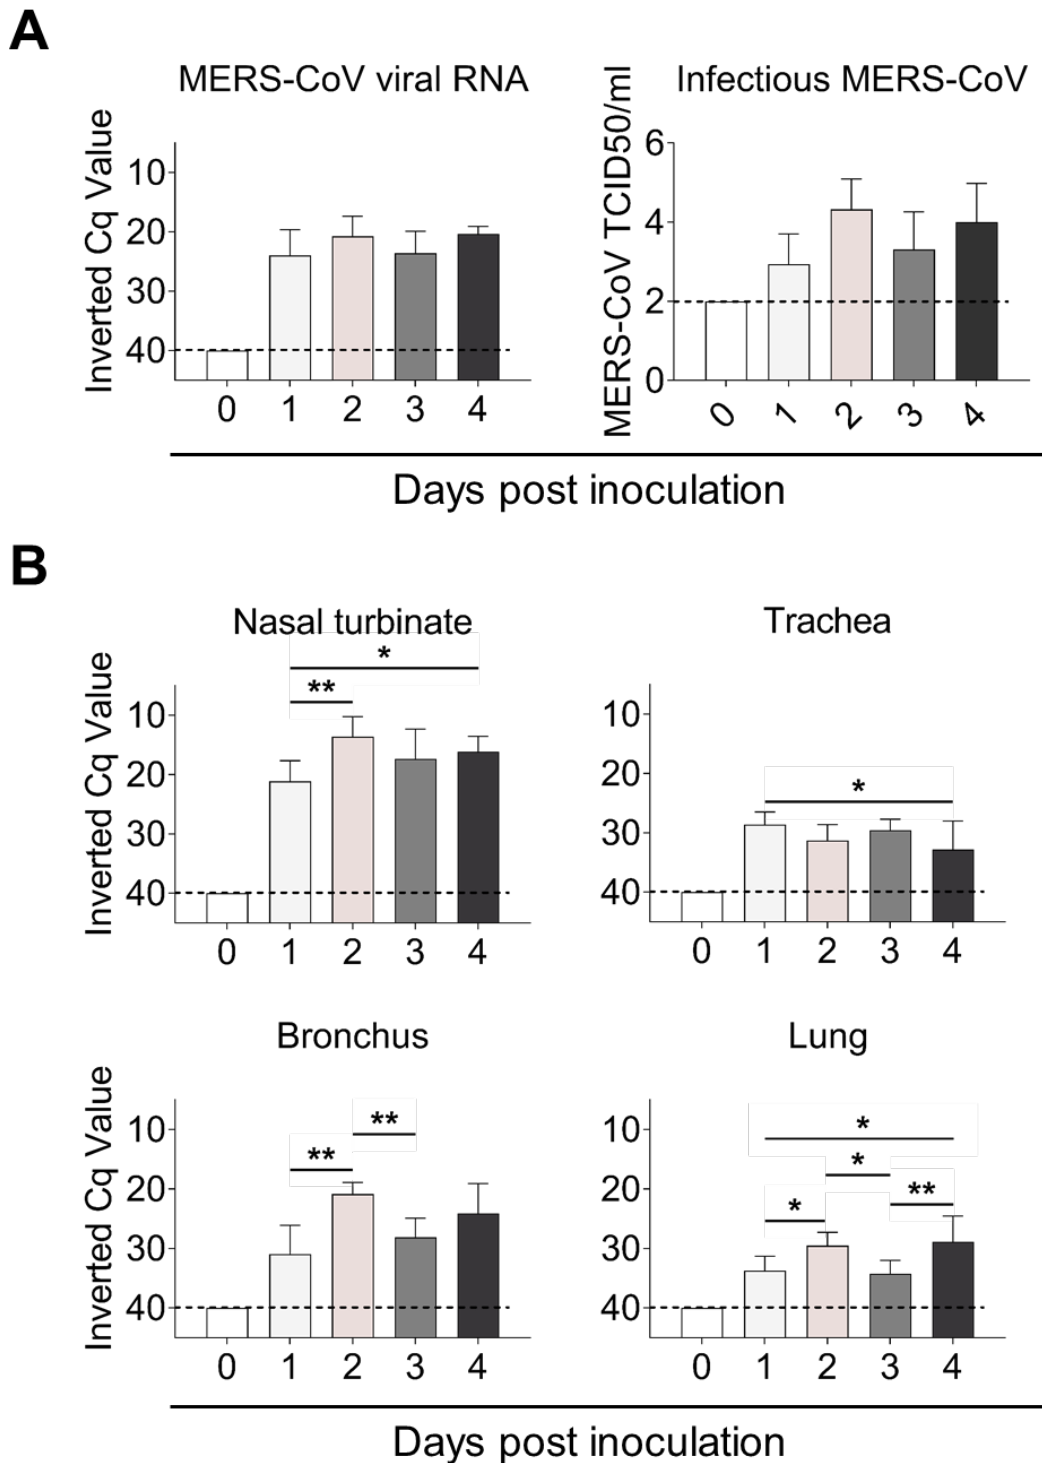 A
MERS-CoV viral RNA
Inverted Cq Value
10
20
30
40
0 1 2 3 4
Infectious MERS-CoV
MERS-CoV TCID50/ml
6
4
2
0
0 1 2 3 4
Days post inoculation
B
Nasal turbinate
Inverted Cq Value
*
**
10
20
30
40
0 1 2 3 4
Trachea
*
10
20
30
40
0 1 2 3 4
Bronchus
Inverted Cq Value
**
**
10
20
30
40
0 1 2 3 4
Lung
*
*
**
*
10
20
30
40
0 1 2 3 4
Days post inoculation